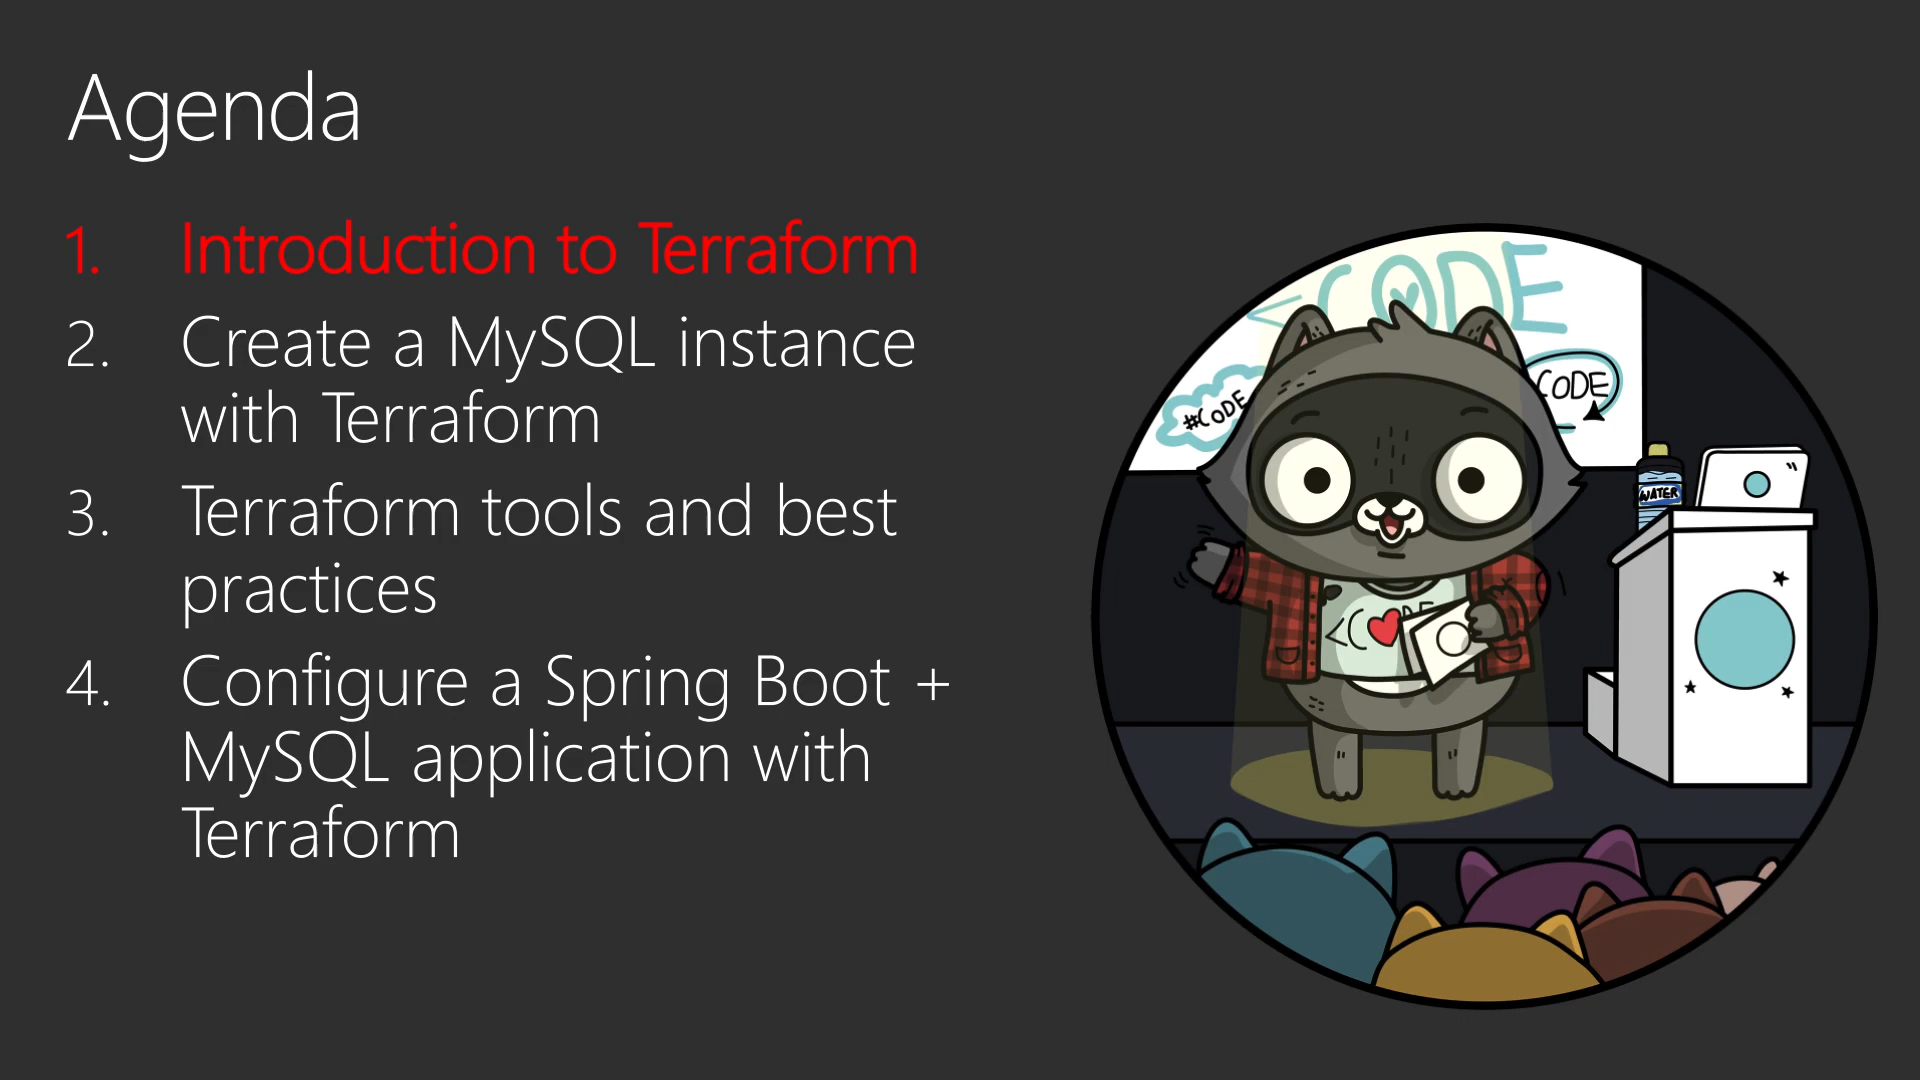 Agenda
1. Introduction to Terraform
2. Create a MySQL instance
with Terraform
3. Terraform tools and best
practices
4. Configure a Spring Boot +
MySQL application with
Terraform
<CODE
#CODE
CODE
WATER